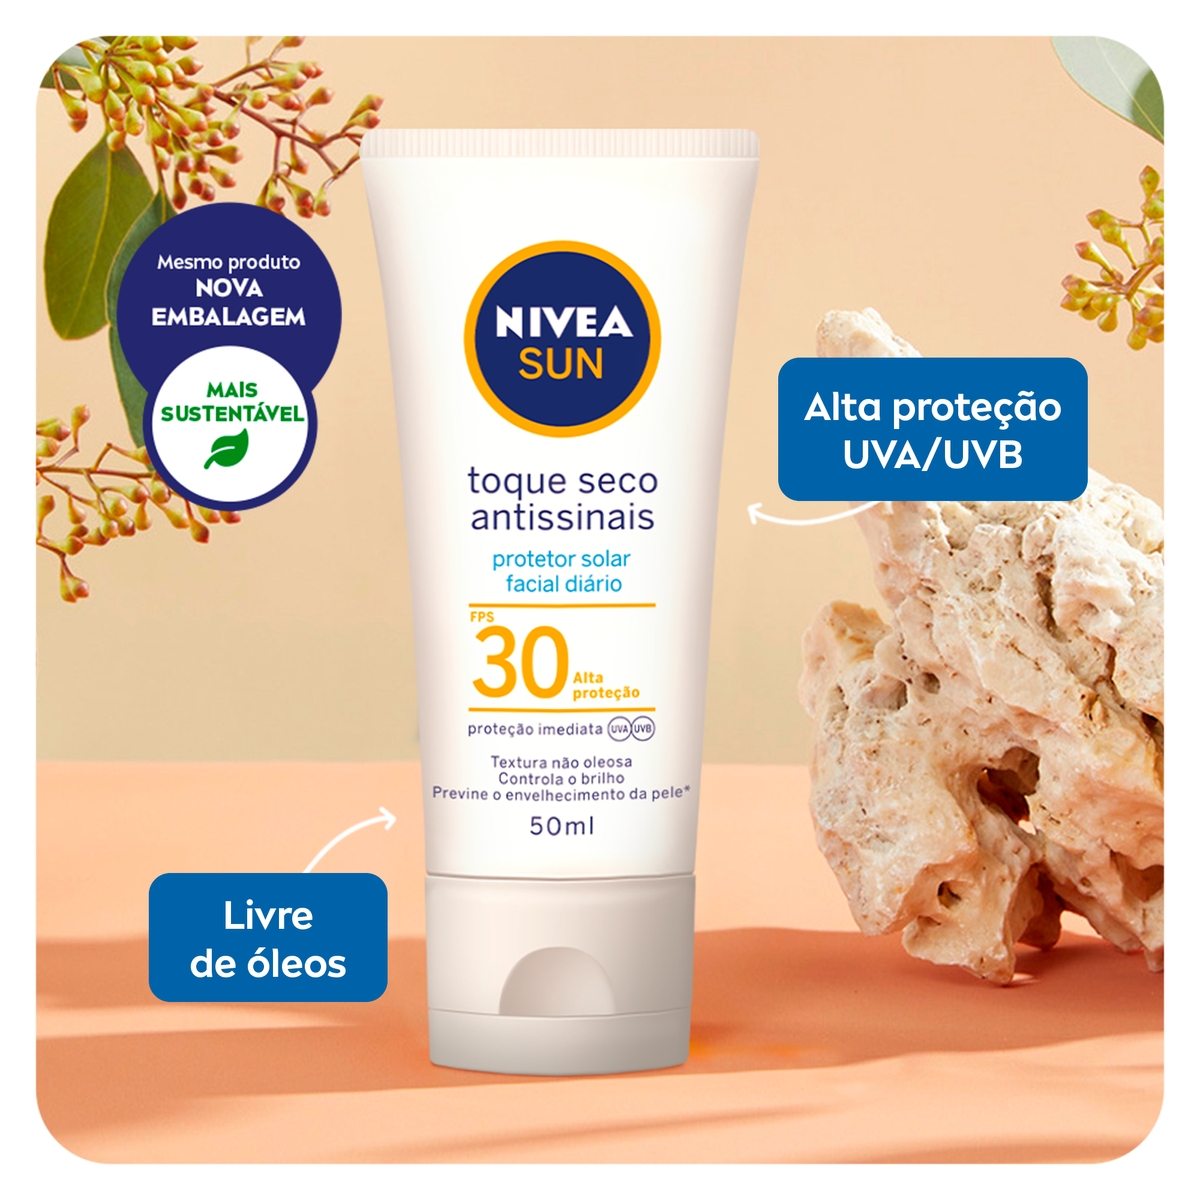 Mesmo produto
NOVA
EMBALAGEM
MAIS
SUSTENTÁVEL
NIVEA
SUN
toque seco
antissinais
protetor solar
facial diário
FPS
30
Alta
proteção
proteção imediata UVA UVB
Textura não oleosa
Controla o brilho
Previne o envelhecimento da pele*
50ml
Alta proteção
UVA/UVB
Livre
de óleos